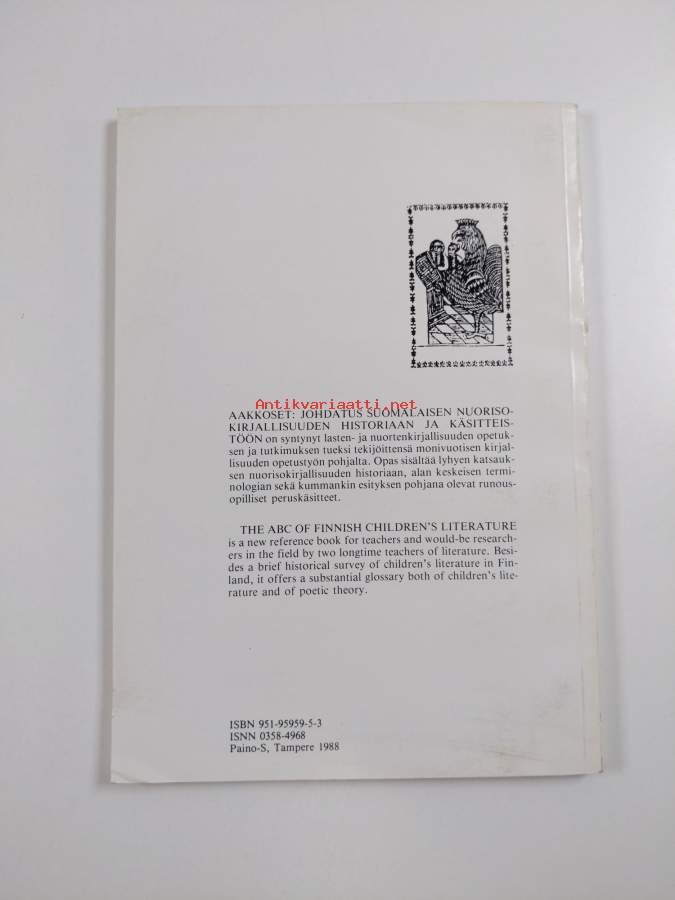 Antikvariaatti.net
AAKKOSET: JOHDATUS SUOMALAISEN NUORISO-
KIRJALLISUUDEN HISTORIAAN JA KÄSITTEIS-
TÖÖN on syntynyt lasten- ja nuortenkirjallisuuden opetuk-
sen ja tutkimuksen tueksi tekijöittensä monivuotisen kirjal-
lisuuden opetustyön pohjalta. Opas sisältää lyhyen katsauk-
sen nuorisokirjallisuuden historiaan, alan keskeisen termi-
nologian sekä kummankin esityksen pohjana olevat runous-
opilliset peruskäsitteet.
THE ABC OF FINNISH CHILDREN'S LITERATURE
is a new reference book for teachers and would-be research-
ers in the field by two longtime teachers of literature. Besi-
des a brief historical survey of children's literature in Fin-
land, it offers a substantial glossary both of children's lite-
rature and of poetic theory.
ISBN 951-95959-5-3
ISNN 0358-4968
Paino-S, Tampere 1988